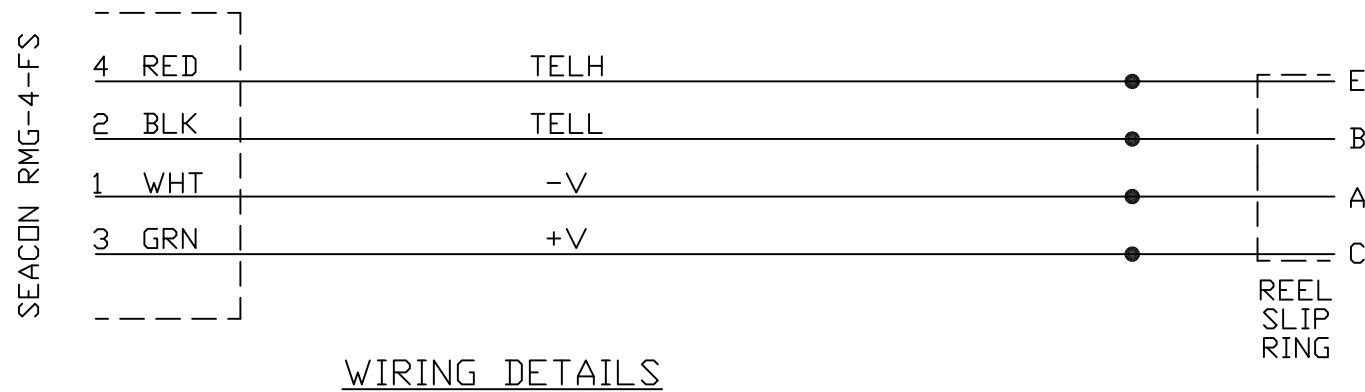 SEACON RMG-4-FS
4 RED TELH E
2 BLK TELL B
1 WHT -V A
3 GRN +V C
REEL
SLIP
RING
WIRING DETAILS